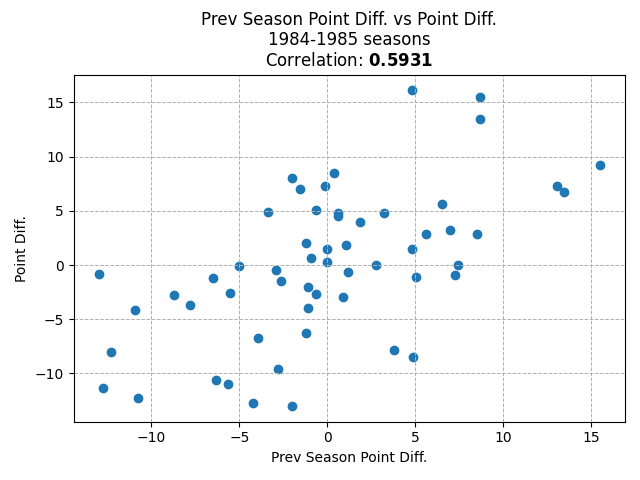 Prev Season Point Diff. vs Point Diff.
1984-1985 seasons
Correlation: 0.5931
15
10
5
0
−5
−10
Point Diff.
−10
−5
0
5
10
15
Prev Season Point Diff.